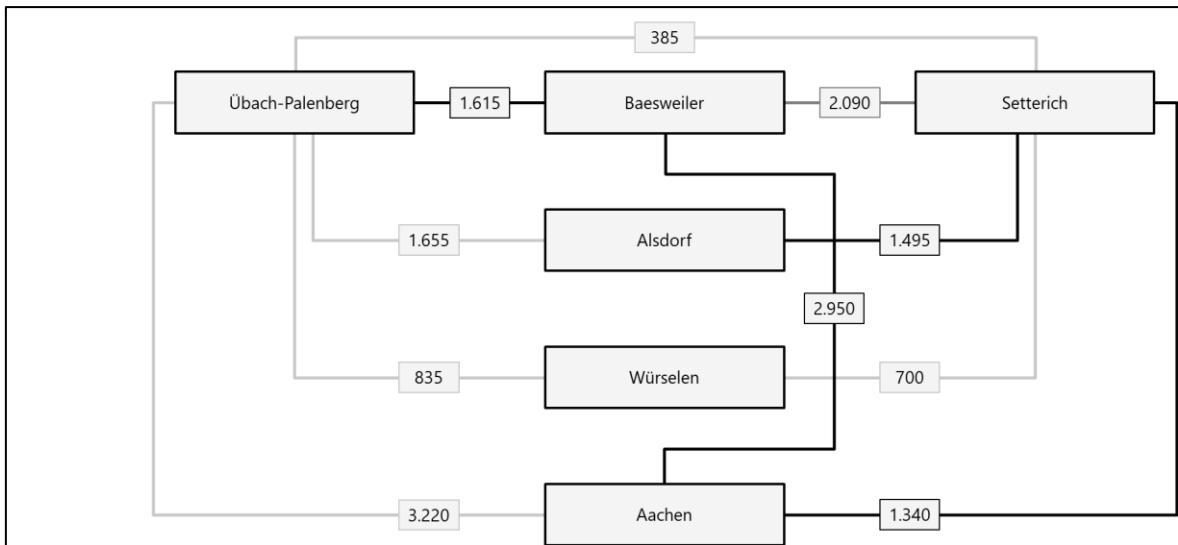 385
Übach-Palenberg
1.615
Baesweiler
2.090
Setterich
1.655
Alsdorf
1.495
2.950
835
Würselen
700
3.220
Aachen
1.340